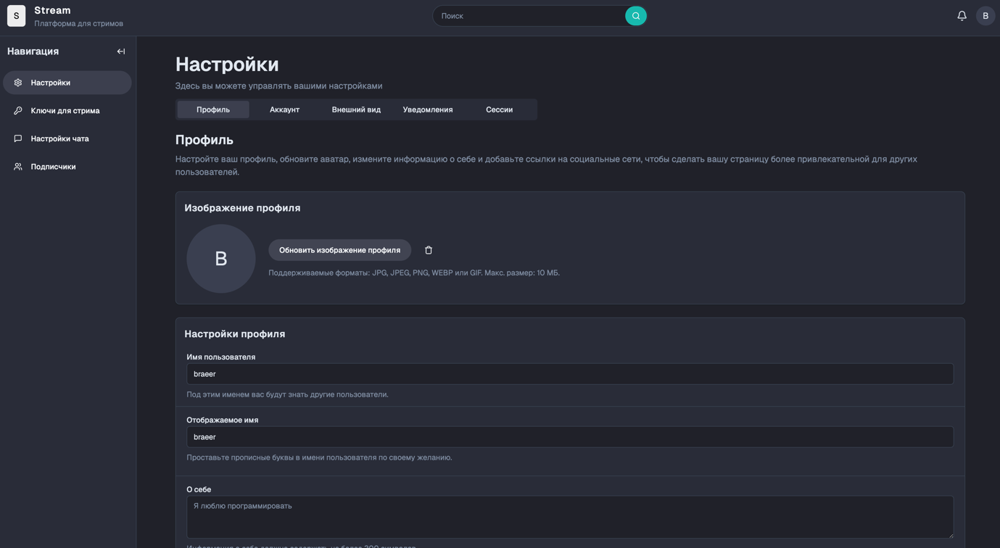 S
Stream
Платформа для стримов
Поиск
B
Навигация
Настройки
Ключи для стрима
Настройки чата
Подписчики
Настройки
Здесь вы можете управлять вашими настройками
Профиль Аккаунт Внешний вид Уведомления Сессии
Профиль
Настройте ваш профиль, обновите аватар, измените информацию о себе и добавьте ссылки на социальные сети, чтобы сделать вашу страницу более привлекательной для других
пользователей.
Изображение профиля
B
Обновить изображение профиля
Поддерживаемые форматы: JPG, JPEG, PNG, WEBP или GIF. Макс. размер: 10 МБ.
Настройки профиля
Имя пользователя
braeer
Под этим именем вас будут знать другие пользователи.
Отображаемое имя
braeer
Проставьте прописные буквы в имени пользователя по своему желанию.
О себе
Я люблю программировать